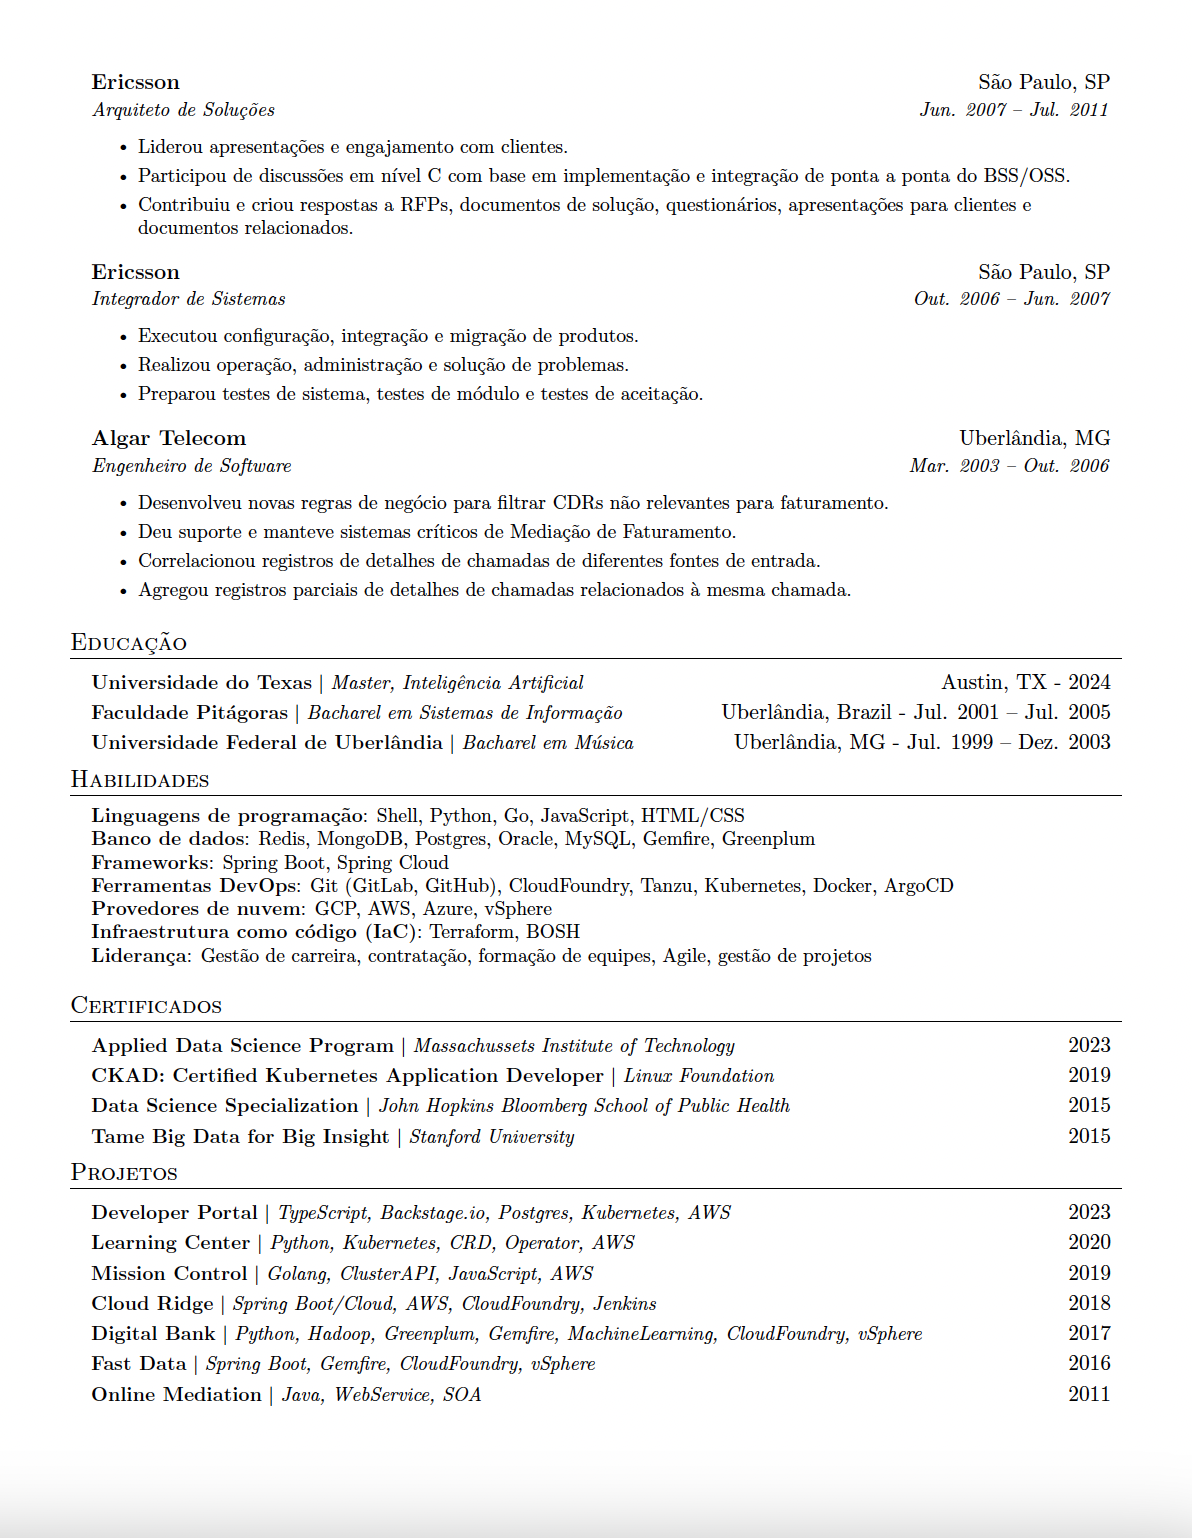 Ericsson São Paulo, SP
Arquiteto de Soluções Jun. 2007 – Jul. 2011
• Liderou apresentações e engajamento com clientes.
• Participou de discussões em nível C com base em implementação e integração de ponta a ponta do BSS/OSS.
• Contribuiu e criou respostas a RFPs, documentos de solução, questionários, apresentações para clientes e
documentos relacionados.
Ericsson São Paulo, SP
Integrador de Sistemas Out. 2006 – Jun. 2007
• Executou configuração, integração e migração de produtos.
• Realizou operação, administração e solução de problemas.
• Preparou testes de sistema, testes de módulo e testes de aceitação.
Algar Telecom Uberlândia, MG
Engenheiro de Software Mar. 2003 – Out. 2006
• Desenvolveu novas regras de negócio para filtrar CDRs não relevantes para faturamento.
• Deu suporte e manteve sistemas críticos de Mediação de Faturamento.
• Correlacionou registros de detalhes de chamadas de diferentes fontes de entrada.
• Agregou registros parciais de detalhes de chamadas relacionados à mesma chamada.
Educação
Universidade do Texas | Master, Inteligência Artificial Austin, TX - 2024
Faculdade Pitágoras | Bacharel em Sistemas de Informação Uberlândia, Brazil - Jul. 2001 – Jul. 2005
Universidade Federal de Uberlândia | Bacharel em Música Uberlândia, MG - Jul. 1999 – Dez. 2003
Habilidades
Linguagens de programação: Shell, Python, Go, JavaScript, HTML/CSS
Banco de dados: Redis, MongoDB, Postgres, Oracle, MySQL, Gemfire, Greenplum
Frameworks: Spring Boot, Spring Cloud
Ferramentas DevOps: Git (GitLab, GitHub), CloudFoundry, Tanzu, Kubernetes, Docker, ArgoCD
Provedores de nuvem: GCP, AWS, Azure, vSphere
Infraestrutura como código (IaC): Terraform, BOSH
Liderança: Gestão de carreira, contratação, formação de equipes, Agile, gestão de projetos
Certificados
Applied Data Science Program | Massachussets Institute of Technology 2023
CKAD: Certified Kubernetes Application Developer | Linux Foundation 2019
Data Science Specialization | John Hopkins Bloomberg School of Public Health 2015
Tame Big Data for Big Insight | Stanford University 2015
Projetos
Developer Portal | TypeScript, Backstage.io, Postgres, Kubernetes, AWS 2023
Learning Center | Python, Kubernetes, CRD, Operator, AWS 2020
Mission Control | Golang, ClusterAPI, JavaScript, AWS 2019
Cloud Ridge | Spring Boot/Cloud, AWS, CloudFoundry, Jenkins 2018
Digital Bank | Python, Hadoop, Greenplum, Gemfire, MachineLearning, CloudFoundry, vSphere 2017
Fast Data | Spring Boot, Gemfire, CloudFoundry, vSphere 2016
Online Mediation | Java, WebService, SOA 2011